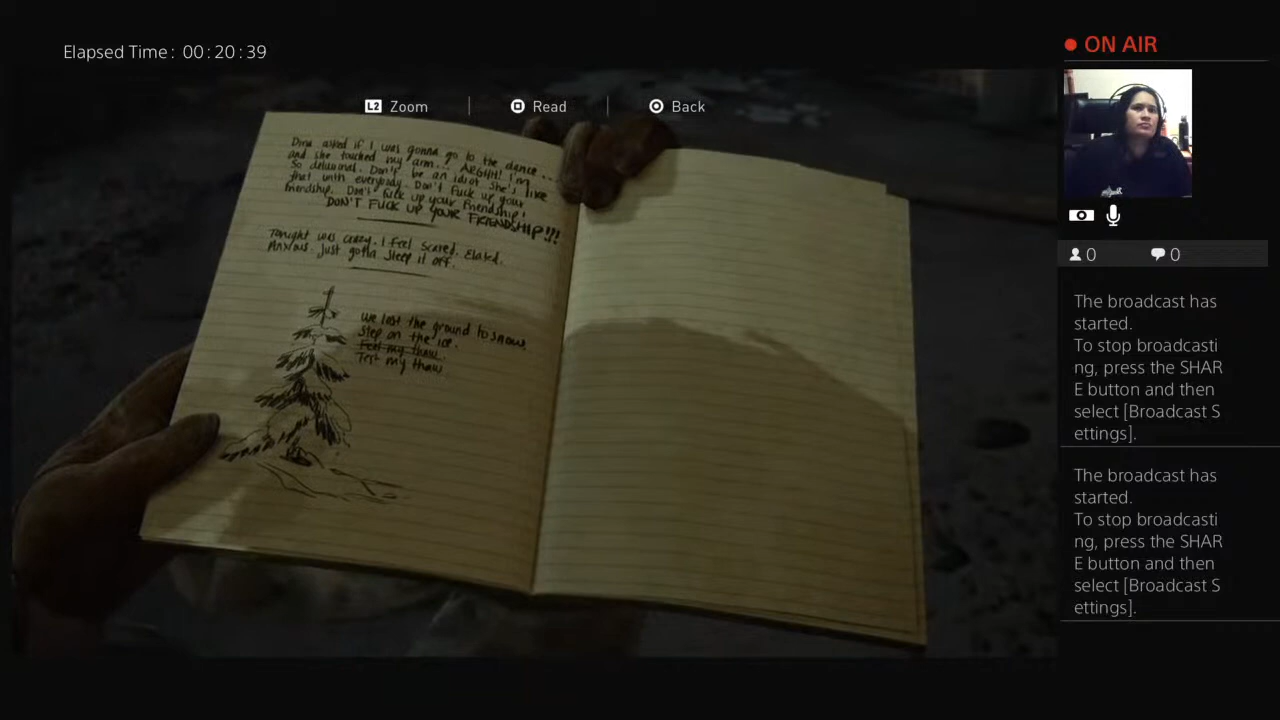 Elapsed Time: 00:20:39
ON AIR
L2 Zoom
Read
Back
Dina asked if I was gonna go to the dance...
and she touched my arm... ARGHH! I'm
so delusional. Don't be an idiot. She's like
that with everybody. Don't fuck up your
friendship. Don't fuck up your friendship!
DON'T FUCK UP YOUR FRIENDSHIP!!!
Tonight was crazy. I feel scared. Elated.
Anxious. Just gotta sleep it off.
We lost the ground to snow.
Step on the ice.
Feel my thaw.
Test my thaw
0
0
The broadcast has
started.
To stop broadcasti
ng, press the SHAR
E button and then
select [Broadcast S
ettings].
The broadcast has
started.
To stop broadcasti
ng, press the SHAR
E button and then
select [Broadcast S
ettings].